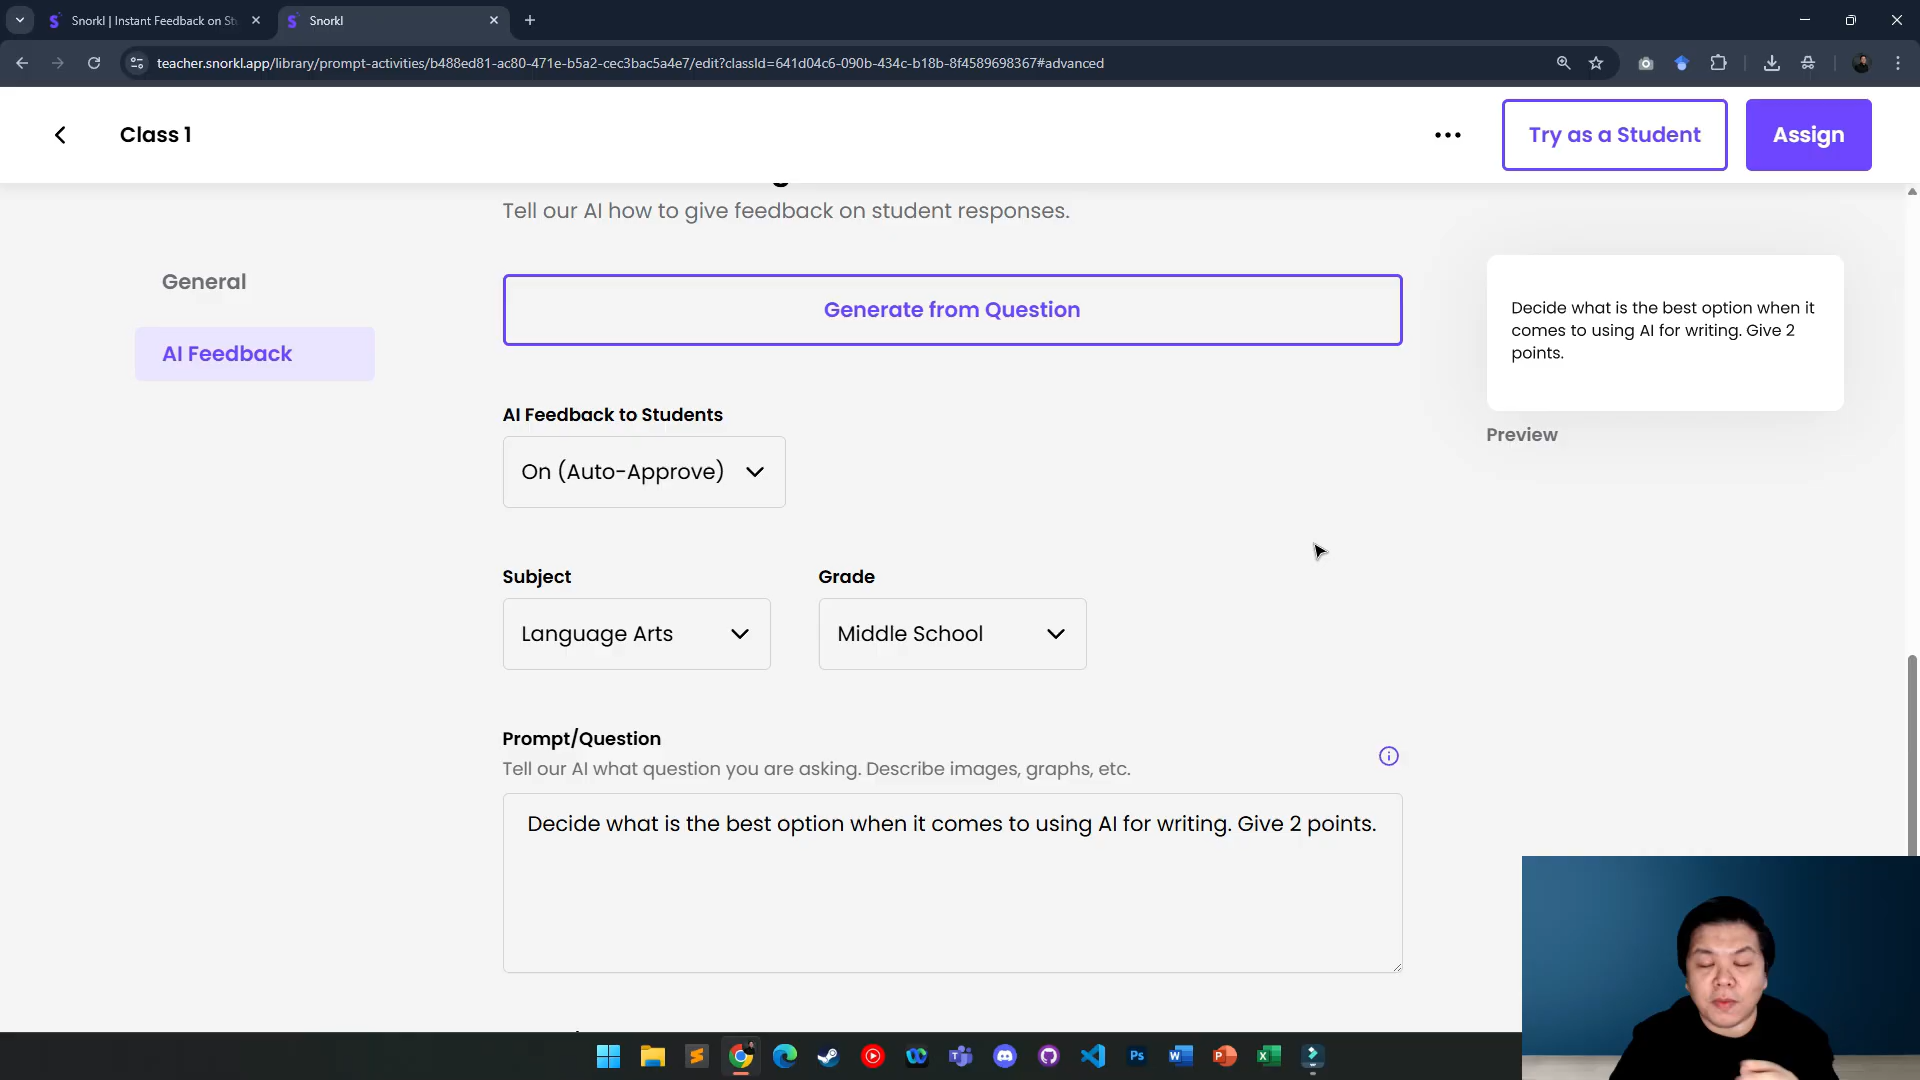 Snorkl | Instant Feedback on St
Snorkl
teacher.snorkl.app/library/prompt-activities/b488ed81-ac80-471e-b5a2-cec3bac5a4e7/edit?classId=641d04c6-090b-434c-b18b-8f4589698367#advanced
Class 1
Try as a Student
Assign
Tell our AI how to give feedback on student responses.
General
AI Feedback
Generate from Question
Decide what is the best option when it
comes to using AI for writing. Give 2
points.
Preview
AI Feedback to Students
On (Auto-Approve)
Subject
Grade
Language Arts
Middle School
Prompt/Question
Tell our AI what question you are asking. Describe images, graphs, etc.
Decide what is the best option when it comes to using AI for writing. Give 2 points.